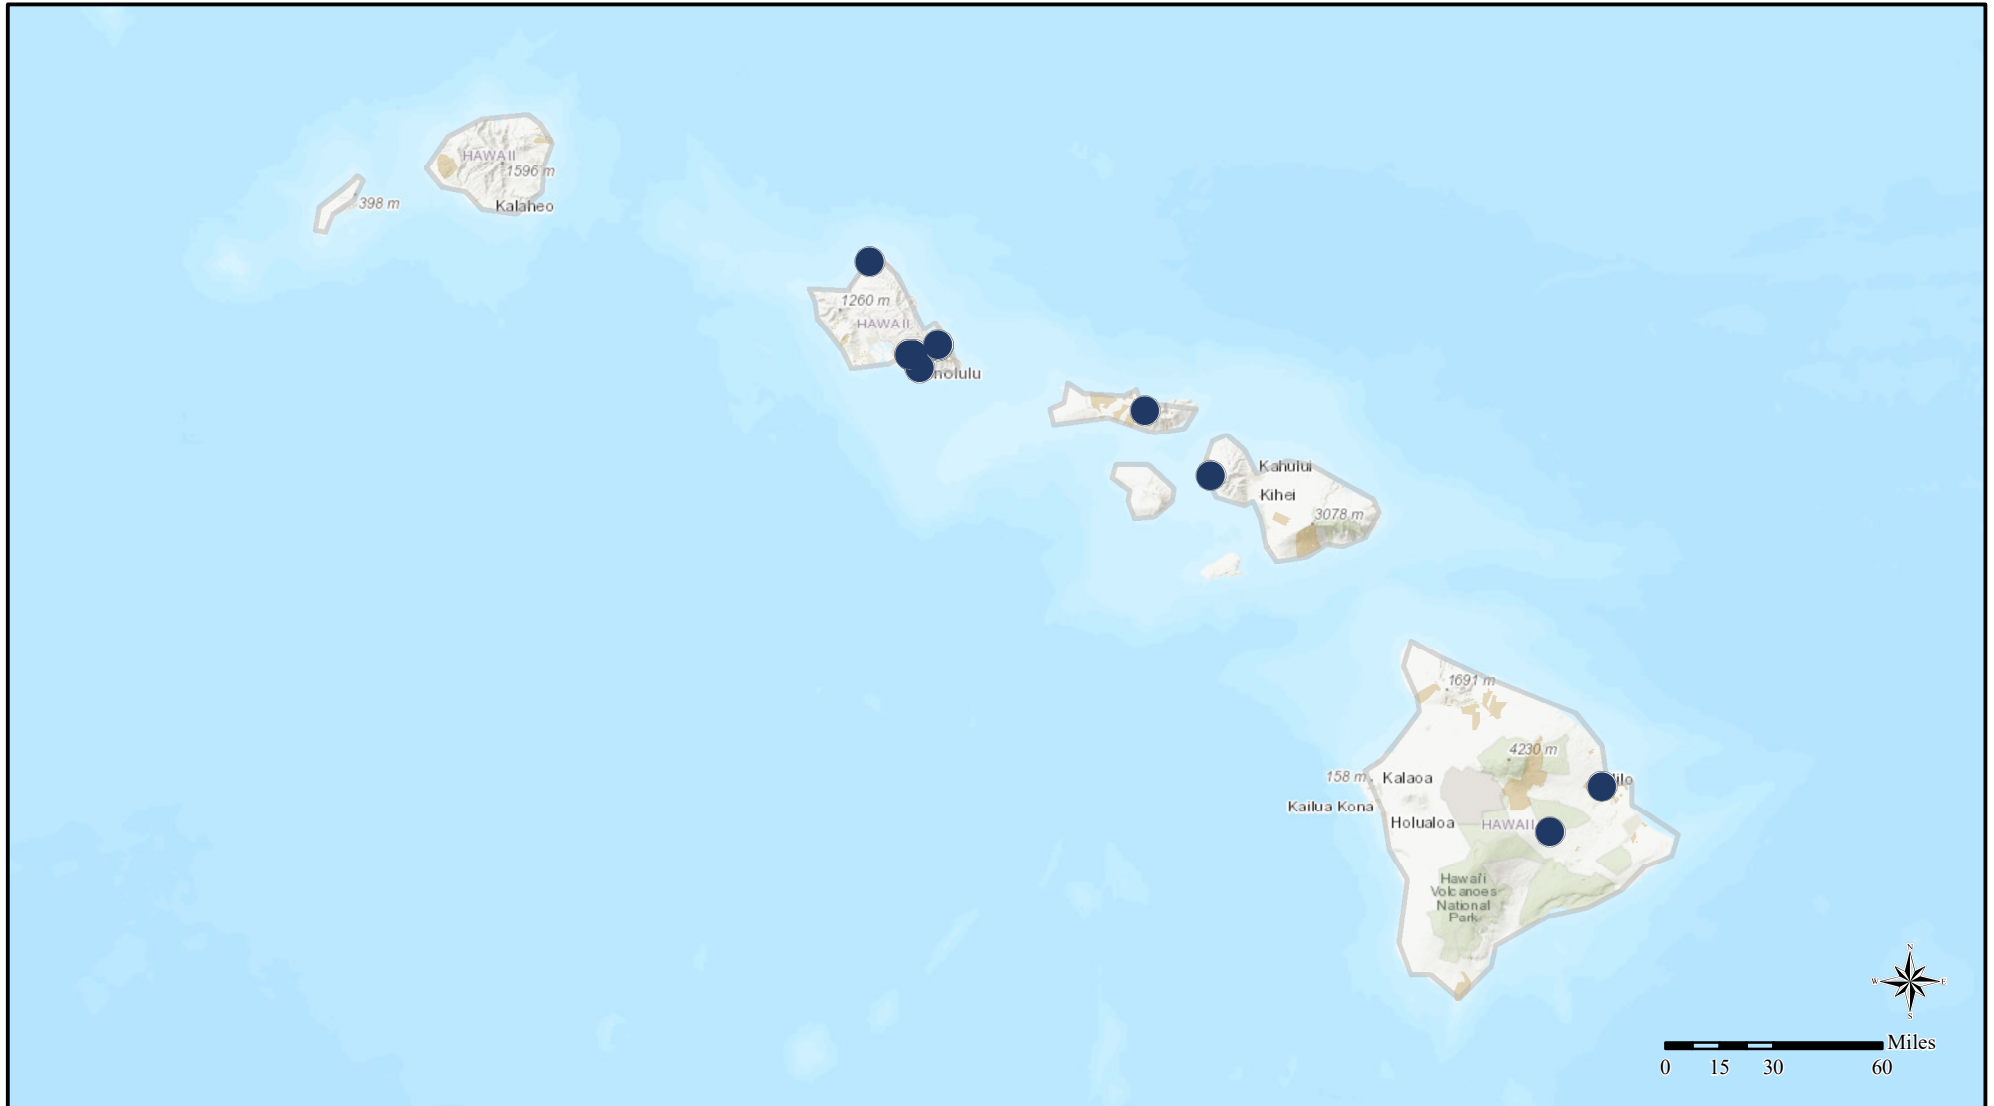 HAWAII
1596 m
398 m
Kalaheo
1260 m
HAWAII
nolulu
Kahului
Kihei
3078 m
1691 m
4230 m
158 m
Kalaoa
ilo
Kailua Kona
Holualoa
HAWAII
Hawai'i
Volcanoes
National
Park
N
W E
S
Miles
0 15 30 60